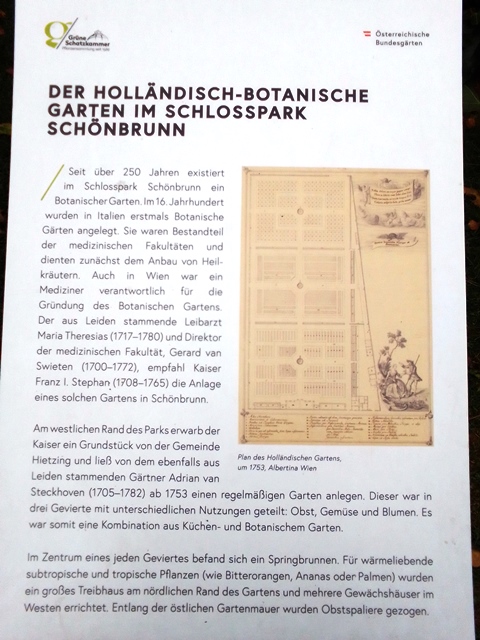 Grüne
Schatzkammer
Österreichische
Bundesgärten
DER HOLLÄNDISCH-BOTANISCHE
GARTEN IM SCHLOSSPARK
SCHÖNBRUNN
Seit über 250 Jahren existiert
im Schlosspark Schönbrunn ein
Botanischer Garten. Im 16. Jahrhundert
wurden in Italien erstmals Botanische
Gärten angelegt. Sie waren Bestandteil
der medizinischen Fakultäten und
dienten zunächst dem Anbau von Heil-
kräutern. Auch in Wien war ein
Mediziner verantwortlich für die
Gründung des Botanischen Gartens.
Der aus Leiden stammende Leibarzt
Maria Theresias (1717–1780) und Direktor
der medizinischen Fakultät, Gerard van
Swieten (1700–1772), empfahl Kaiser
Franz I. Stephan (1708–1765) die Anlage
eines solchen Gartens in Schönbrunn.
Plan des Holländischen Gartens,
um 1753, Albertina Wien
Am westlichen Rand des Parks erwarb der
Kaiser ein Grundstück von der Gemeinde
Hietzing und ließ von dem ebenfalls aus
Leiden stammenden Gärtner Adrian van
Steckhoven (1705–1782) ab 1753 einen regelmäßigen Garten anlegen. Dieser war in
drei Gevierte mit unterschiedlichen Nutzungen geteilt: Obst, Gemüse und Blumen. Es
war somit eine Kombination aus Küchen- und Botanischem Garten.
Im Zentrum eines jeden Geviertes befand sich ein Springbrunnen. Für wärmeliebende
subtropische und tropische Pflanzen (wie Bitterorangen, Ananas oder Palmen) wurden
ein großes Treibhaus am nördlichen Rand des Gartens und mehrere Gewächshäuser im
Westen errichtet. Entlang der östlichen Gartenmauer wurden Obstspaliere gezogen.